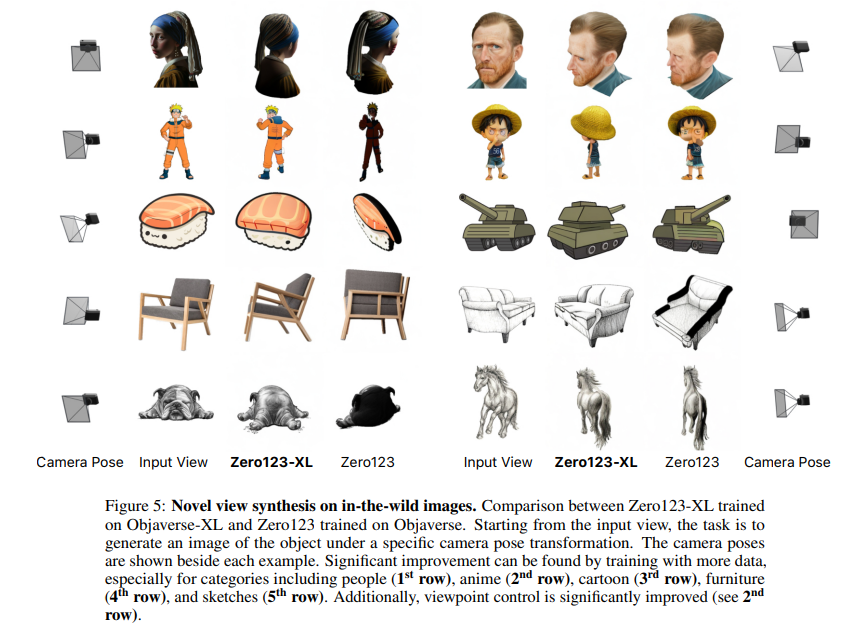 Camera Pose Input View Zero123-XL Zero123 Input View Zero123-XL Zero123 Camera Pose
Figure 5: Novel view synthesis on in-the-wild images. Comparison between Zero123-XL trained
on Objaverse-XL and Zero123 trained on Objaverse. Starting from the input view, the task is to
generate an image of the object under a specific camera pose transformation. The camera poses
are shown beside each example. Significant improvement can be found by training with more data,
especially for categories including people (1st row), anime (2nd row), cartoon (3rd row), furniture
(4th row), and sketches (5th row). Additionally, viewpoint control is significantly improved (see 2nd
row).